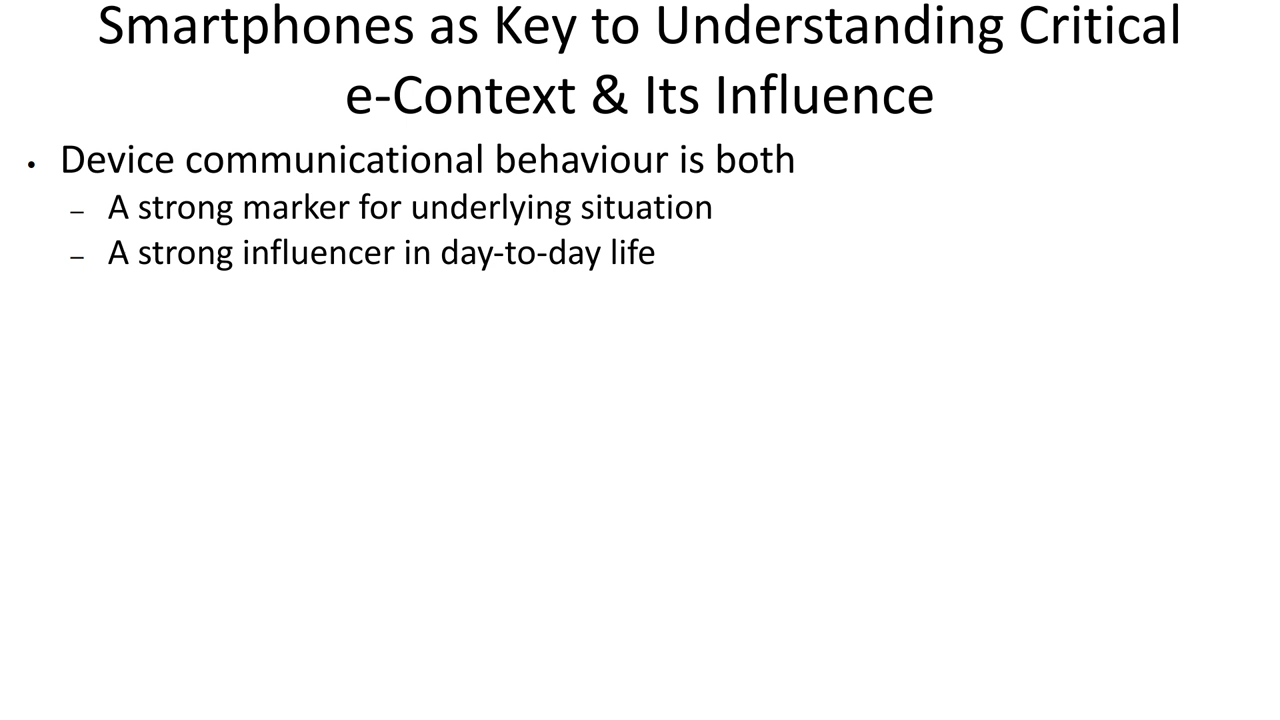 Smartphones as Key to Understanding Critical
e-Context & Its Influence
• Device communicational behaviour is both
– A strong marker for underlying situation
– A strong influencer in day-to-day life